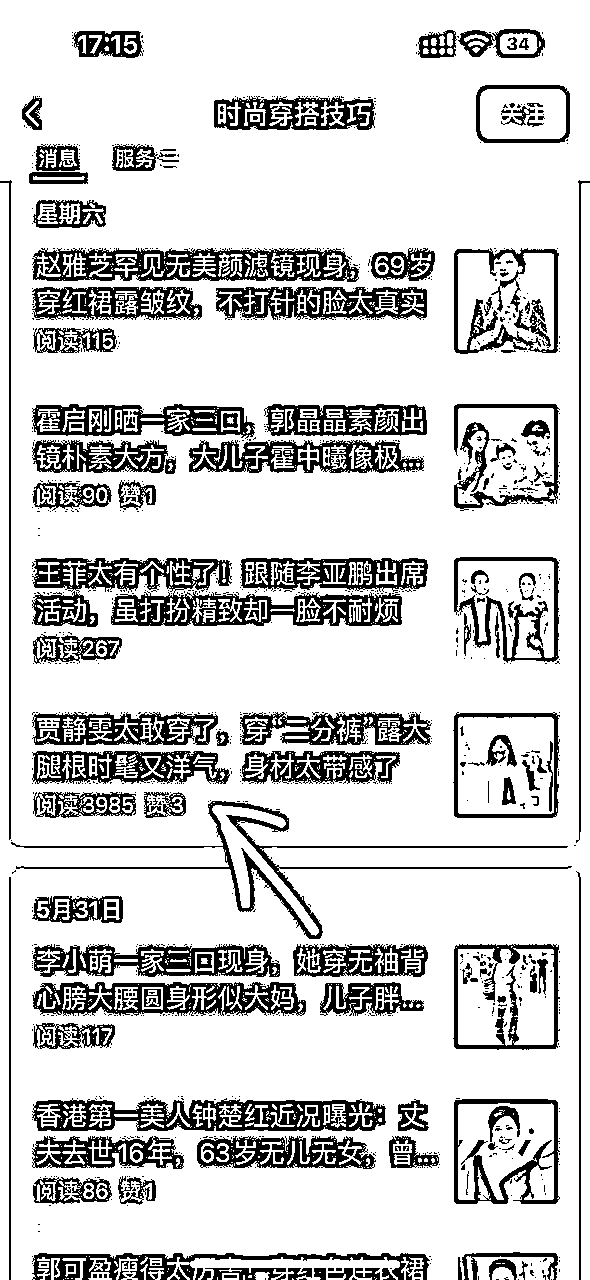 17:15
34
时尚穿搭技巧
关注
消息 服务
星期六
赵雅芝罕见无美颜滤镜现身，69岁
穿红裙露皱纹，不打针的脸太真实
阅读115
霍启刚晒一家三口，郭晶晶素颜出
镜朴素大方，大儿子霍中曦像极...
阅读90 赞1
王菲太有个性了！跟随李亚鹏出席
活动，虽打扮精致却一脸不耐烦
阅读267
贾静雯太敢穿了，穿“二分裤”露大
腿根时髦又洋气，身材太带感了
阅读3985 赞3
5月31日
李小萌一家三口现身，她穿无袖背
心膀大腰圆身形似大妈，儿子胖...
阅读117
香港第一美人钟楚红近况曝光：丈
夫去世16年，63岁无儿无女，曾...
阅读86 赞1
郭可盈瘦得太厉害